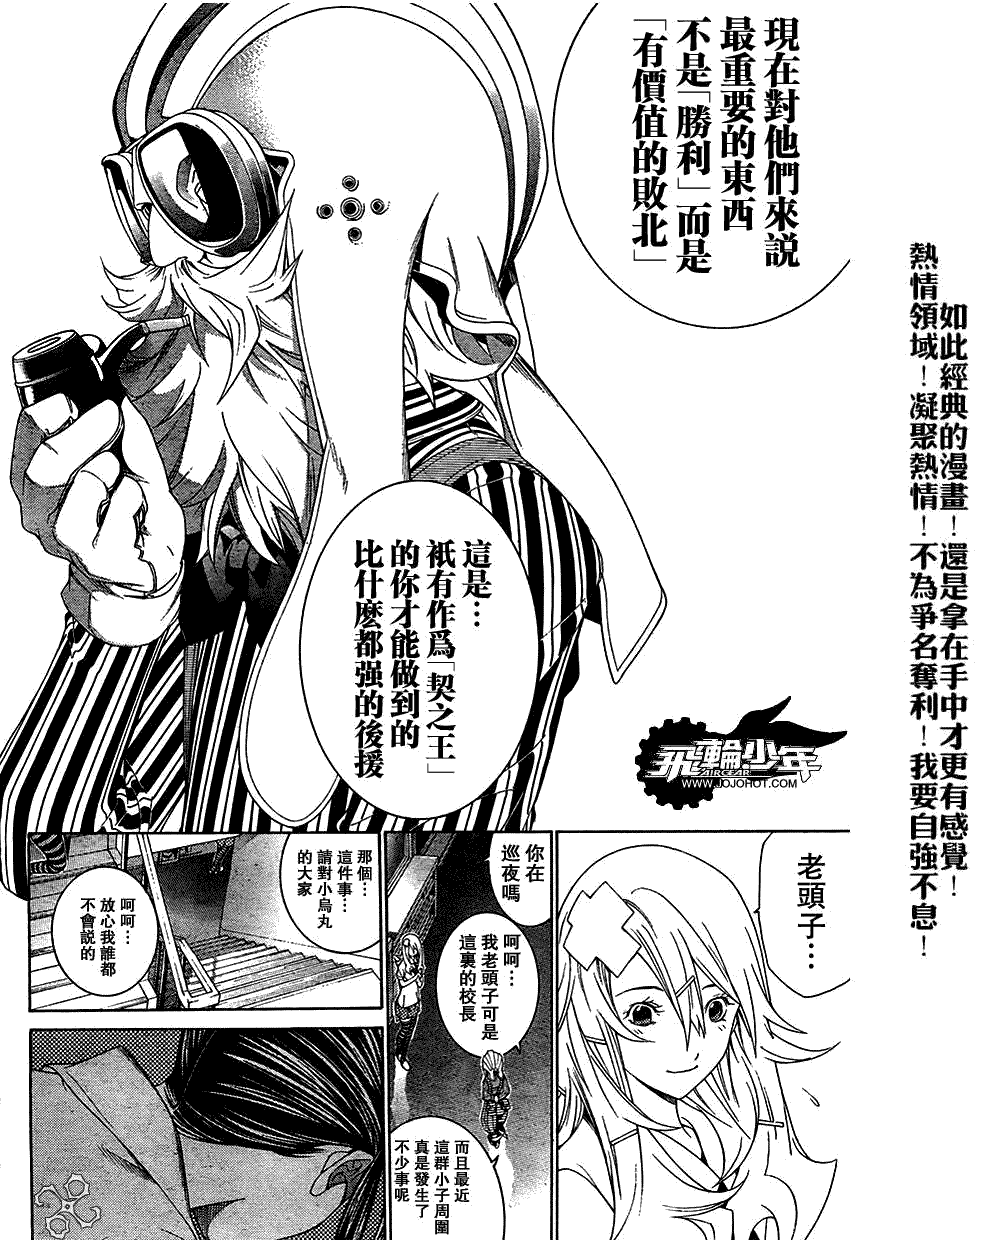 現在對他們來説
最重要的東西
不是「勝利」而是
「有價值的敗北」
這是…
衹有作爲「契之王」
的你才能做到的
比什麽都强的後援
飛輪少年
AIRGEAR
WWW.JOJOHOT.COM
老頭子…
你在
巡夜嗎
呵呵…
我老頭子可是
這裏的校長
而且最近
這群小子周圍
真是發生了
不少事呢
那個…
這件事…
請對小烏丸
的大家
呵呵…
放心我誰都
不會説的
如此經典的漫畫！還是拿在手中才更有感覺！
熱情領域！凝聚熱情！不為爭名奪利！我要自強不息！